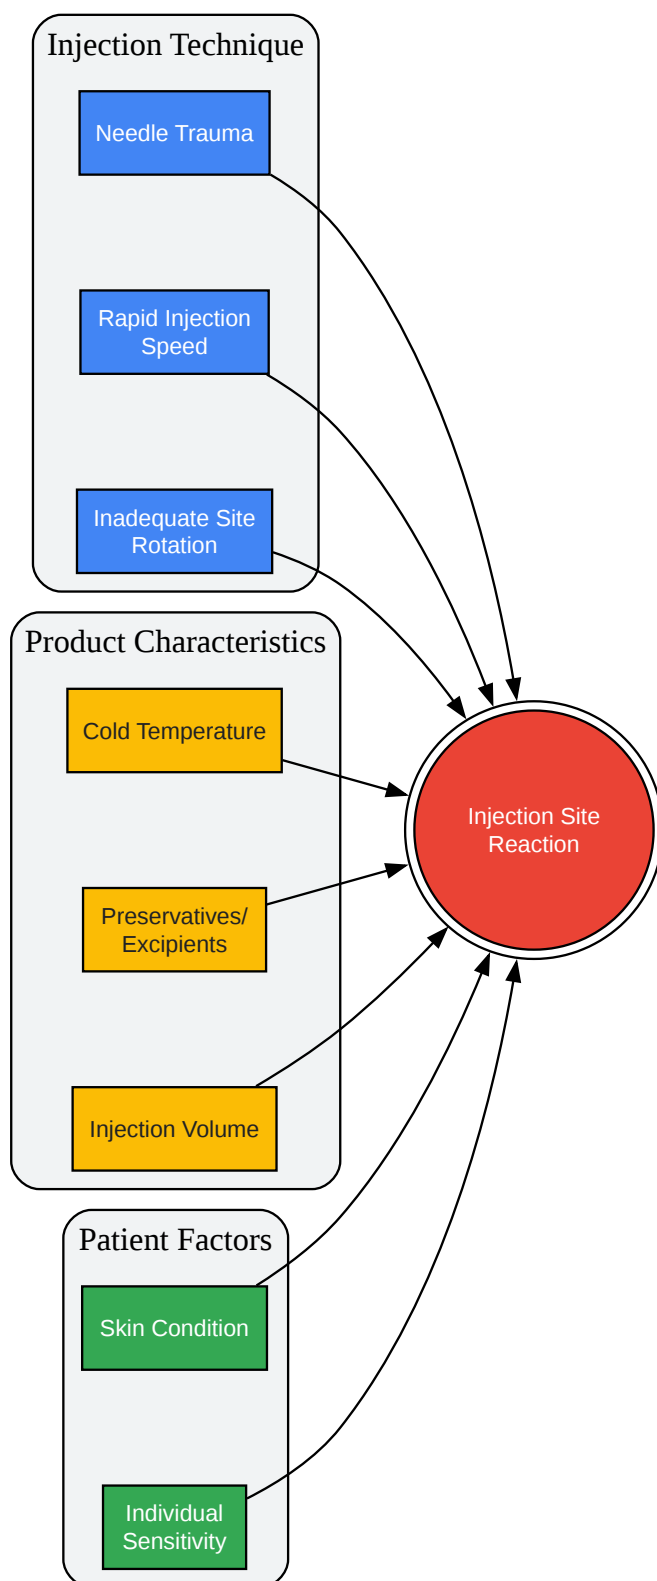 Injection Technique
Needle Trauma
Rapid Injection
Speed
Inadequate Site
Rotation
Product Characteristics
Cold Temperature
Preservatives/
Excipients
Injection Volume
Patient Factors
Skin Condition
Individual
Sensitivity
Injection Site
Reaction